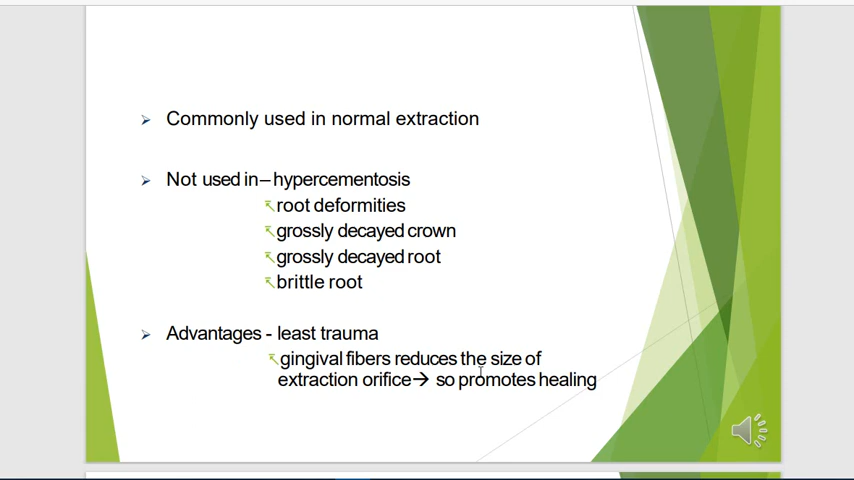 Commonly used in normal extraction
Not used in – hypercementosis
root deformities
grossly decayed crown
grossly decayed root
brittle root
Advantages - least trauma
gingival fibers reduces the size of
extraction orifice→ so promotes healing